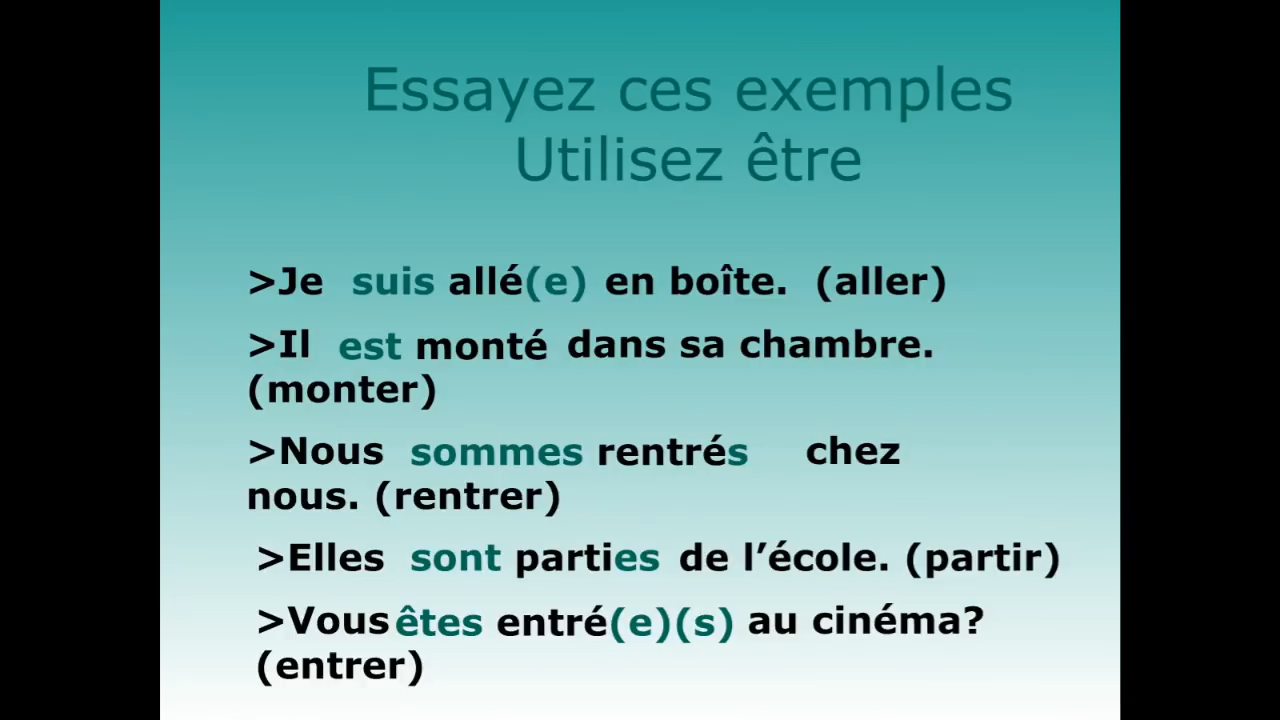 Essayez ces exemples
Utilisez être
>Je suis allé(e) en boîte. (aller)
>Il est monté dans sa chambre.
(monter)
>Nous sommes rentrés chez
nous. (rentrer)
>Elles sont parties de l’école. (partir)
>Vous êtes entré(e)(s) au cinéma?
(entrer)